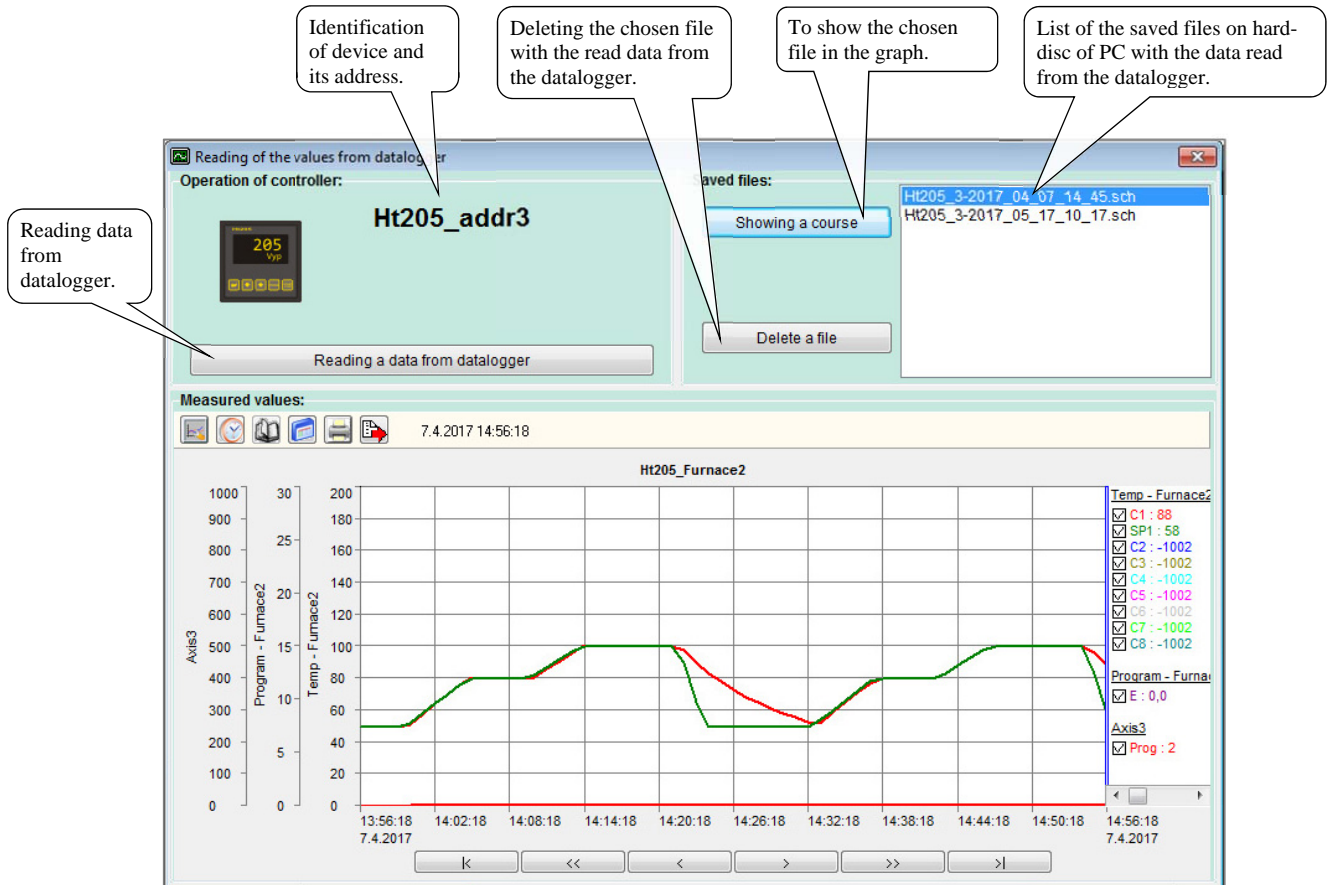 Identification
of device and
its address.
Deleting the chosen file
with the read data from
the datalogger.
To show the chosen
file in the graph.
List of the saved files on hard-
disc of PC with the data read
from the datalogger.
Reading data
from
datalogger.
Reading of the values from datalogger
Operation of controller:
Ht205_addr3
205
Vyp
Reading a data from datalogger
Saved files:
Showing a course
Delete a file
Ht205_3-2017_04_07_14_45.sch
Ht205_3-2017_05_17_10_17.sch
Measured values:
7.4.2017 14:56:18
Ht205_Furnace2
Axis3
1000
900
800
700
600
500
400
300
200
100
0
Program - Furnace2
30
25
20
15
10
5
0
Temp - Furnace2
200
180
160
140
120
100
80
60
40
20
0
13:56:18 14:02:18 14:08:18 14:14:18 14:20:18 14:26:18 14:32:18 14:38:18 14:44:18 14:50:18 14:56:18
7.4.2017 7.4.2017
Temp - Furnace2
C1 : 88
SP1 : 58
C2 : -1002
C3 : -1002
C4 : -1002
C5 : -1002
C6 : -1002
C7 : -1002
C8 : -1002
Program - Furna
E : 0,0
Axis3
Prog : 2
|< << < > >> >|